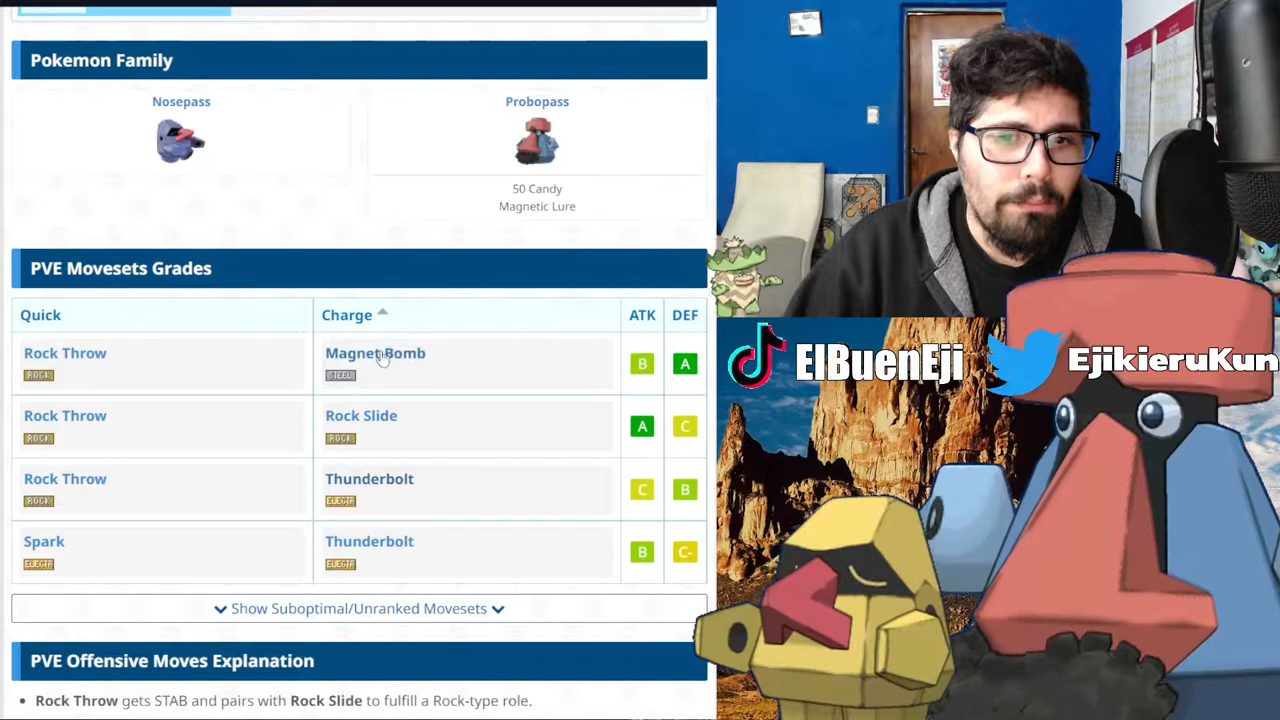 Pokemon Family
Nosepass
Probopass
50 Candy
Magnetic Lure
PVE Movesets Grades
Quick
Charge
ATK
DEF
Rock Throw
ROCK
Magnet Bomb
STEEL
B
A
Rock Throw
ROCK
Rock Slide
ROCK
A
C
Rock Throw
ROCK
Thunderbolt
ELECTR
C
B
Spark
ELECTR
Thunderbolt
ELECTR
B
C-
Show Suboptimal/Unranked Movesets
PVE Offensive Moves Explanation
Rock Throw gets STAB and pairs with Rock Slide to fulfill a Rock-type role.
ElBuenEji
EjikieruKun